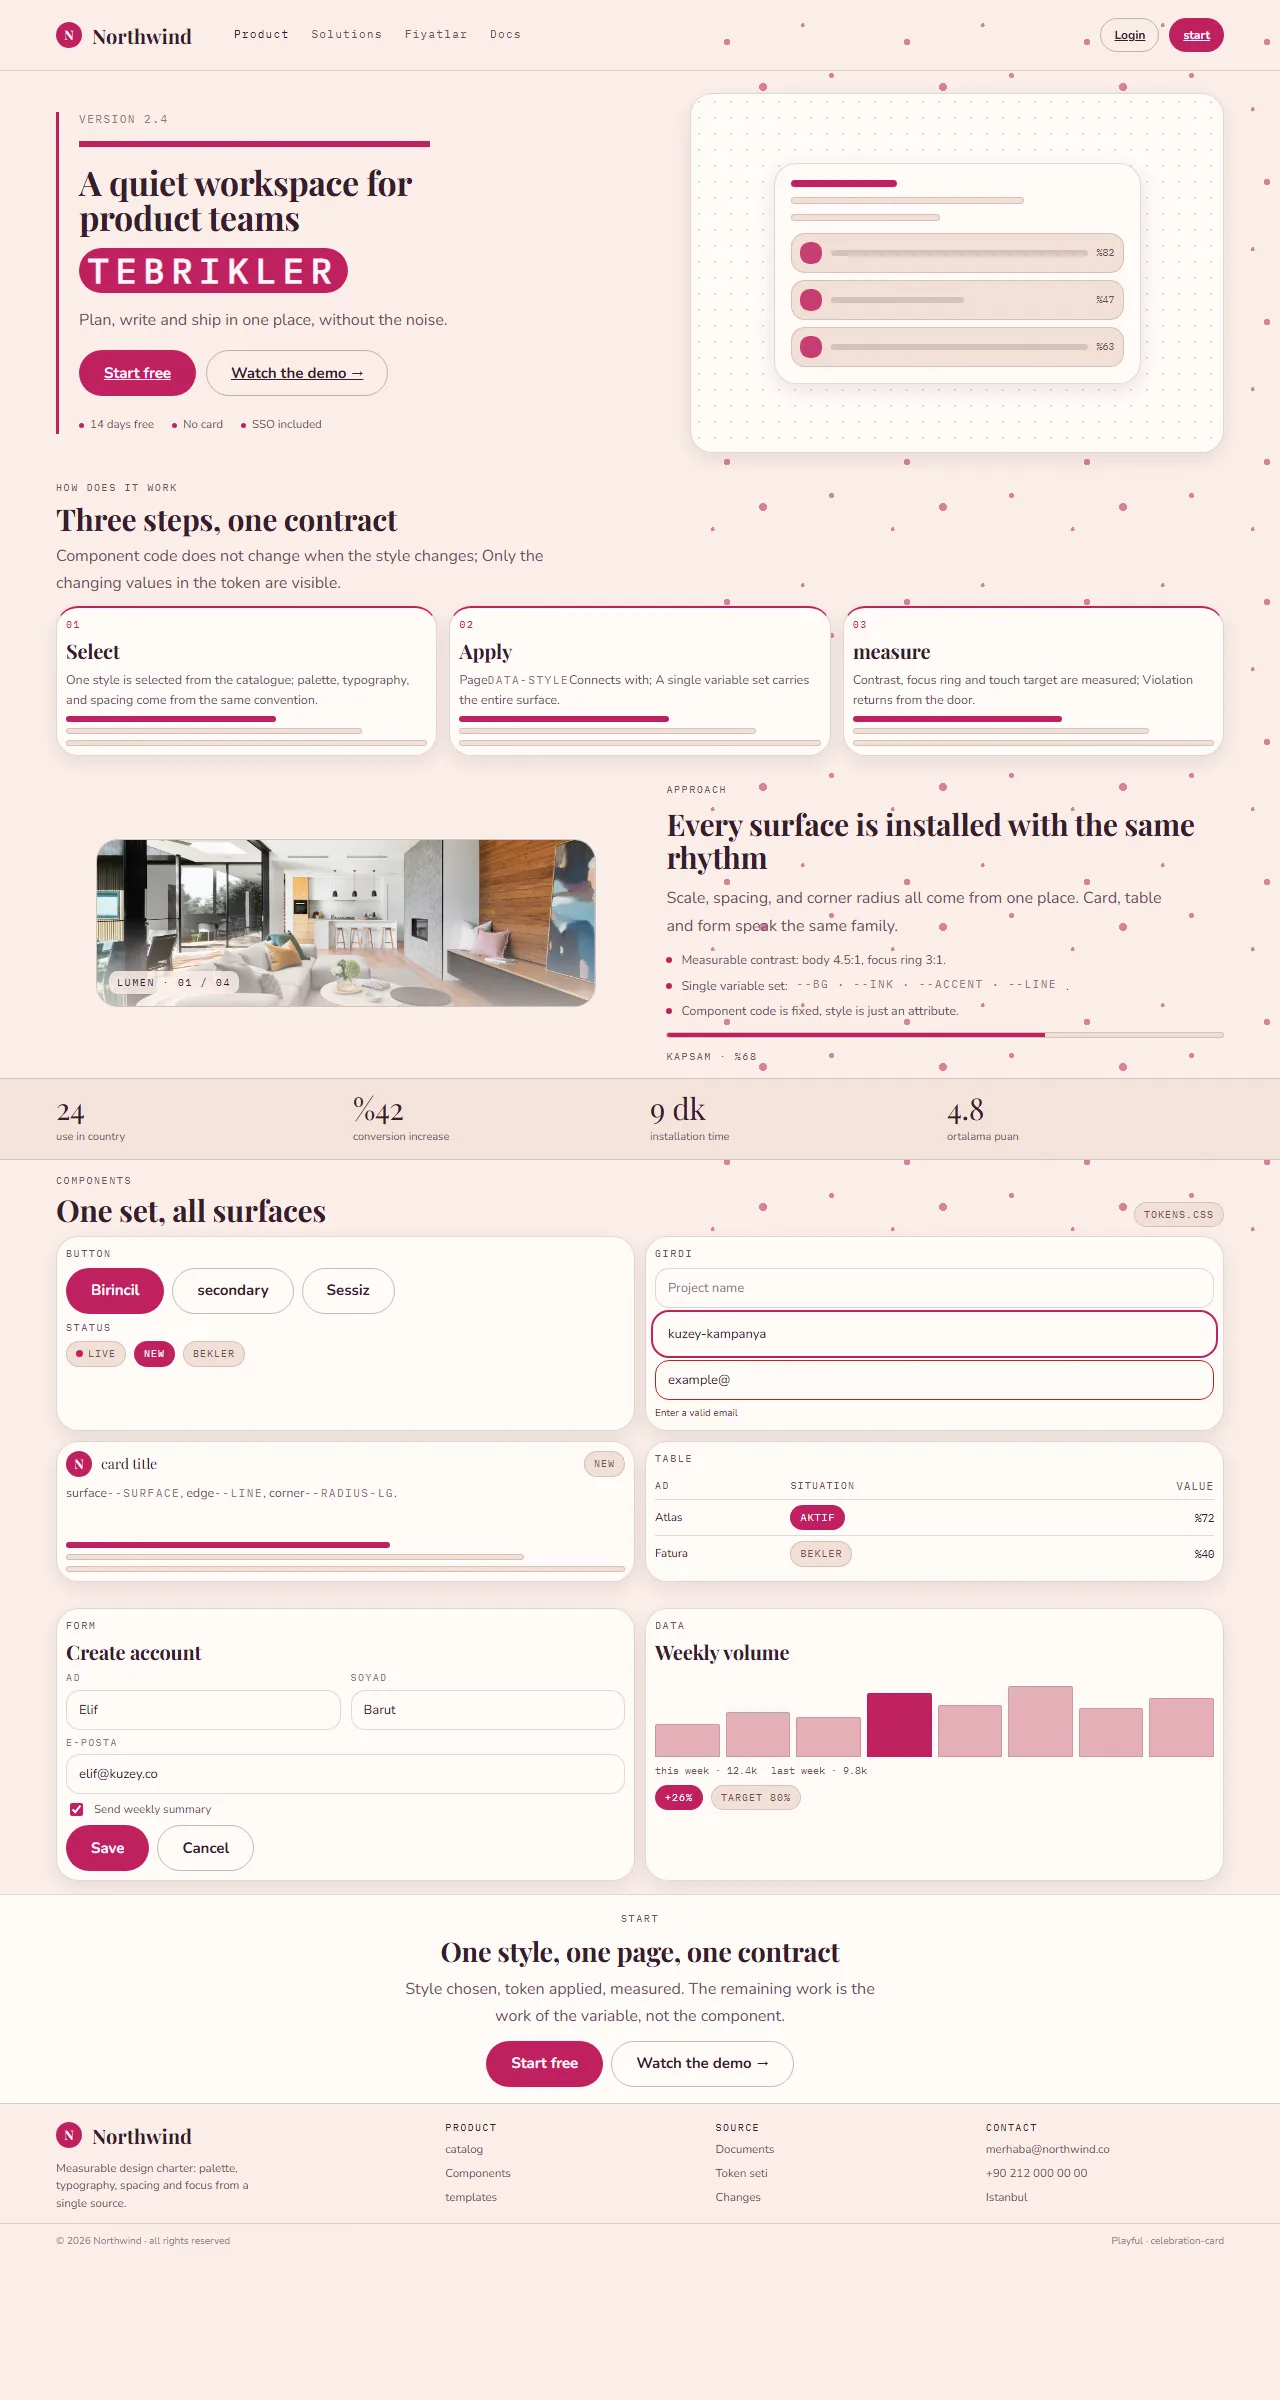 N Northwind Product Solutions Fiyatlar Docs Login start
VERSION 2.4
A quiet workspace for
product teams
TEBRIKLER
Plan, write and ship in one place, without the noise.
Start free Watch the demo →
14 days free No card SSO included
%82
%47
%63
HOW DOES IT WORK
Three steps, one contract
Component code does not change when the style changes; Only the
changing values in the token are visible.
01
Select
One style is selected from the catalogue; palette, typography,
and spacing come from the same convention.
02
Apply
PageDATA-STYLEConnects with; A single variable set carries
the entire surface.
03
measure
Contrast, focus ring and touch target are measured; Violation
returns from the door.
LUMEN · 01 / 04
APPROACH
Every surface is installed with the same
rhythm
Scale, spacing, and corner radius all come from one place. Card, table
and form speak the same family.
Measurable contrast: body 4.5:1, focus ring 3:1.
Single variable set: --BG · --INK · --ACCENT · --LINE .
Component code is fixed, style is just an attribute.
KAPSAM · %68
24
use in country
%42
conversion increase
9 dk
installation time
4.8
ortalama puan
COMPONENTS
One set, all surfaces
TOKENS.CSS
BUTTON
Birincil secondary Sessiz
STATUS
LIVE NEW BEKLER
GIRDI
Project name
kuzey-kampanya
example@
Enter a valid email
N card title NEW
surface--SURFACE, edge--LINE, corner--RADIUS-LG.
TABLE
AD SITUATION VALUE
Atlas AKTIF %72
Fatura BEKLER %40
FORM
Create account
AD SOYAD
Elif Barut
E-POSTA
elif@kuzey.co
Send weekly summary
Save Cancel
DATA
Weekly volume
this week · 12.4k last week · 9.8k
+26% TARGET 80%
START
One style, one page, one contract
Style chosen, token applied, measured. The remaining work is the
work of the variable, not the component.
Start free Watch the demo →
N Northwind
Measurable design charter: palette,
typography, spacing and focus from a
single source.
PRODUCT
catalog
Components
templates
SOURCE
Documents
Token seti
Changes
CONTACT
merhaba@northwind.co
+90 212 000 00 00
Istanbul
© 2026 Northwind · all rights reserved Playful · celebration-card